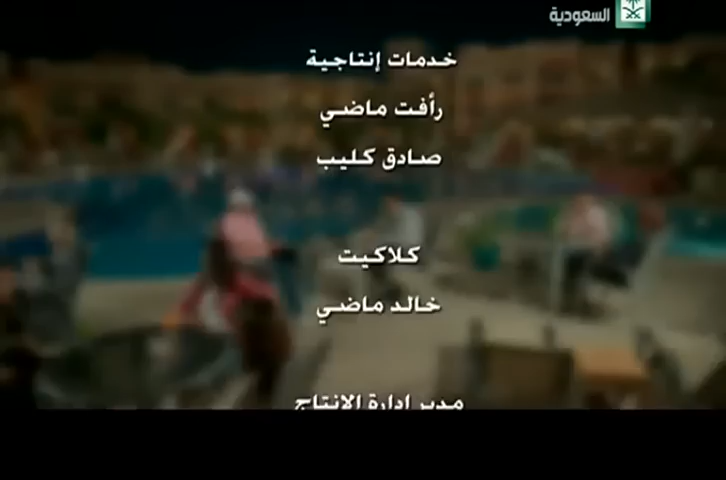 السعودية
خدمات إنتاجية
رأفت ماضي
صادق كليب
كلاكيت
خالد ماضي
مدير إدارة الإنتاج